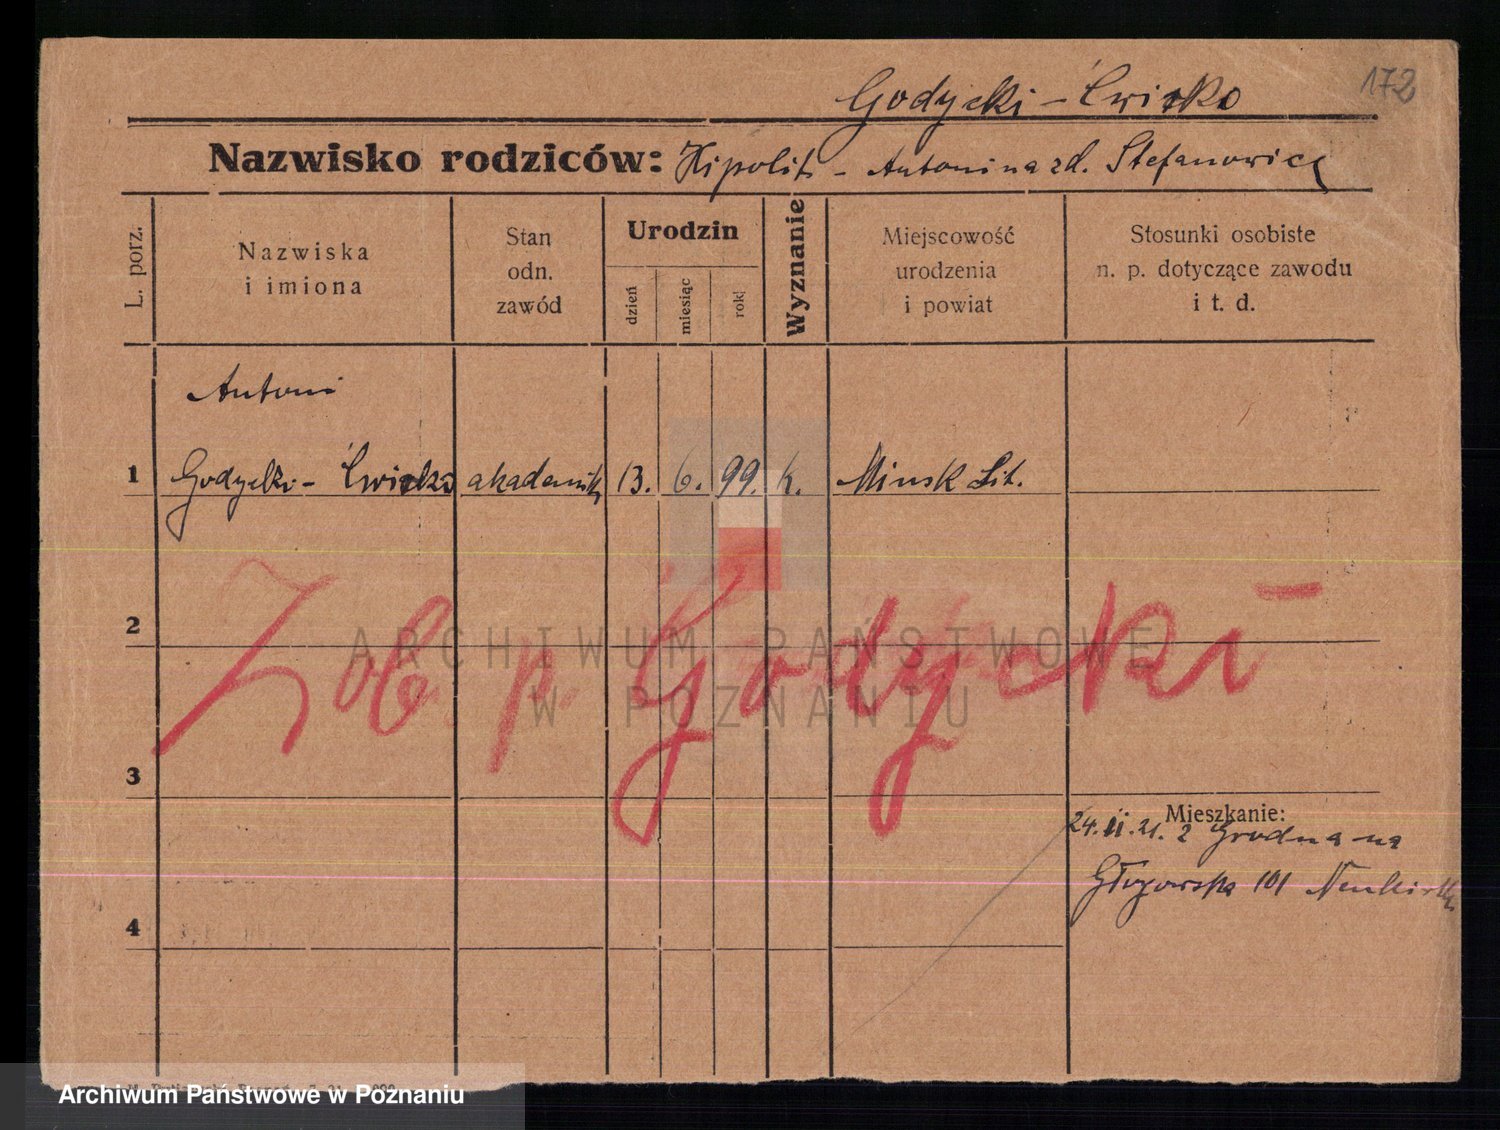 172
Godycki-Ćwirko
Nazwisko rodziców: Hipolit - Antonina zd. Stefanowicz
L. porz.
Nazwiska
i imiona
Stan
odn.
zawód
Urodzin
dzień
miesiąc
rok
Wyznanie
Miejscowość
urodzenia
i powiat
Stosunki osobiste
n. p. dotyczące zawodu
i t. d.
Antoni
1 Godycki- Ćwirko akademik 13. 6. 99. k. Minsk Lit.
2
Zob p. Godycki
3
Mieszkanie:
24.II.21. z Grodna na
Głogowska 101
4
ARCHIWUM PAŃSTWOWE
W POZNANIU
Archiwum Państwowe w Poznaniu